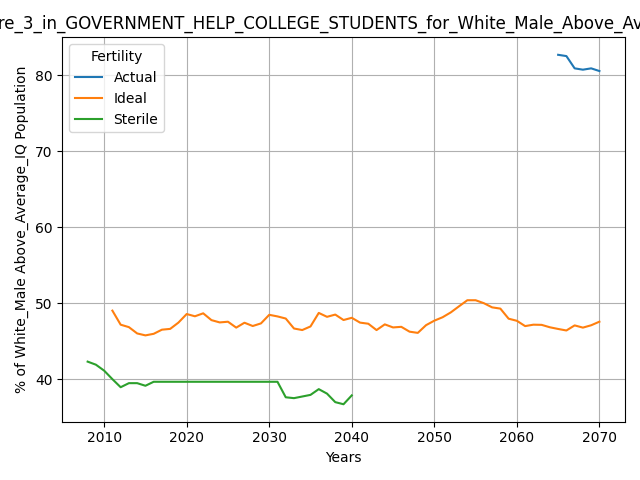 re_3_in_GOVERNMENT_HELP_COLLEGE_STUDENTS_for_White_Male_Above_Av
Fertility
Actual
Ideal
Sterile
% of White_Male Above_Average_IQ Population
80
70
60
50
40
2010 2020 2030 2040 2050 2060 2070
Years